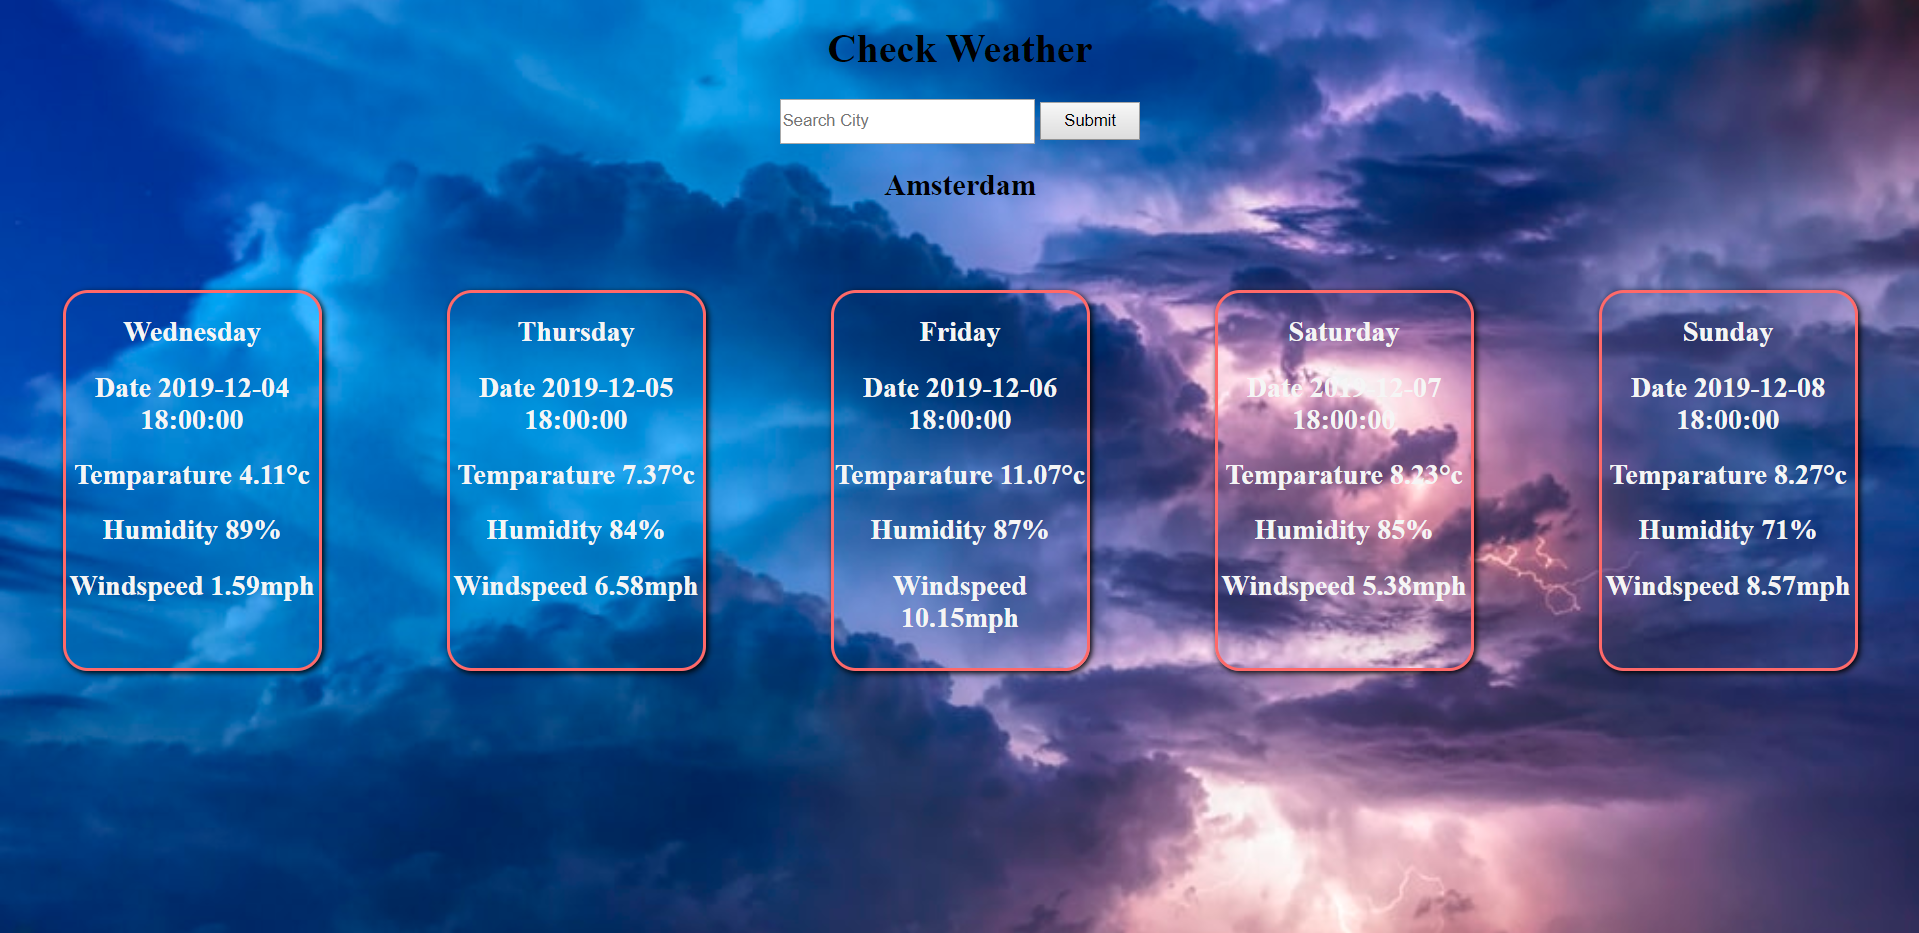 Check Weather
Search City
Submit
Amsterdam
Wednesday
Date 2019-12-04
18:00:00
Temparature 4.11°c
Humidity 89%
Windspeed 1.59mph
Thursday
Date 2019-12-05
18:00:00
Temparature 7.37°c
Humidity 84%
Windspeed 6.58mph
Friday
Date 2019-12-06
18:00:00
Temparature 11.07°c
Humidity 87%
Windspeed
10.15mph
Saturday
Date 2019-12-07
18:00:00
Temparature 8.23°c
Humidity 85%
Windspeed 5.38mph
Sunday
Date 2019-12-08
18:00:00
Temparature 8.27°c
Humidity 71%
Windspeed 8.57mph